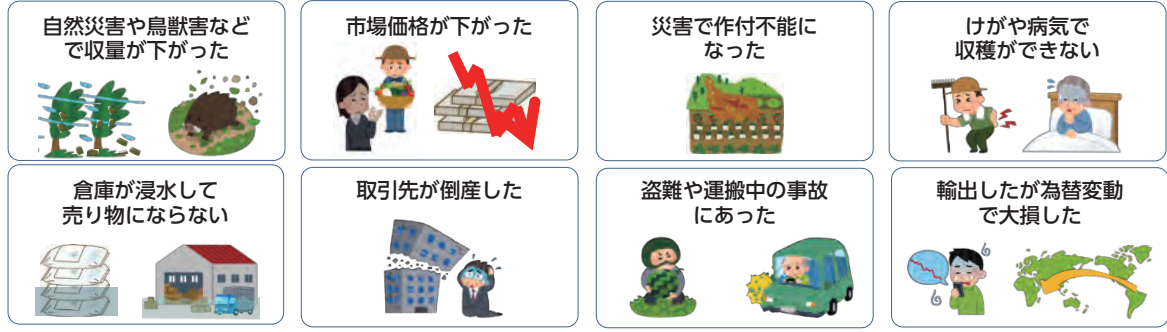 自然災害や鳥獣害など
で収量が下がった
市場価格が下がった
災害で作付不能に
なった
けがや病気で
収穫ができない
倉庫が浸水して
売り物にならない
取引先が倒産した
盗難や運搬中の事故
にあった
輸出したが為替変動
で大損した